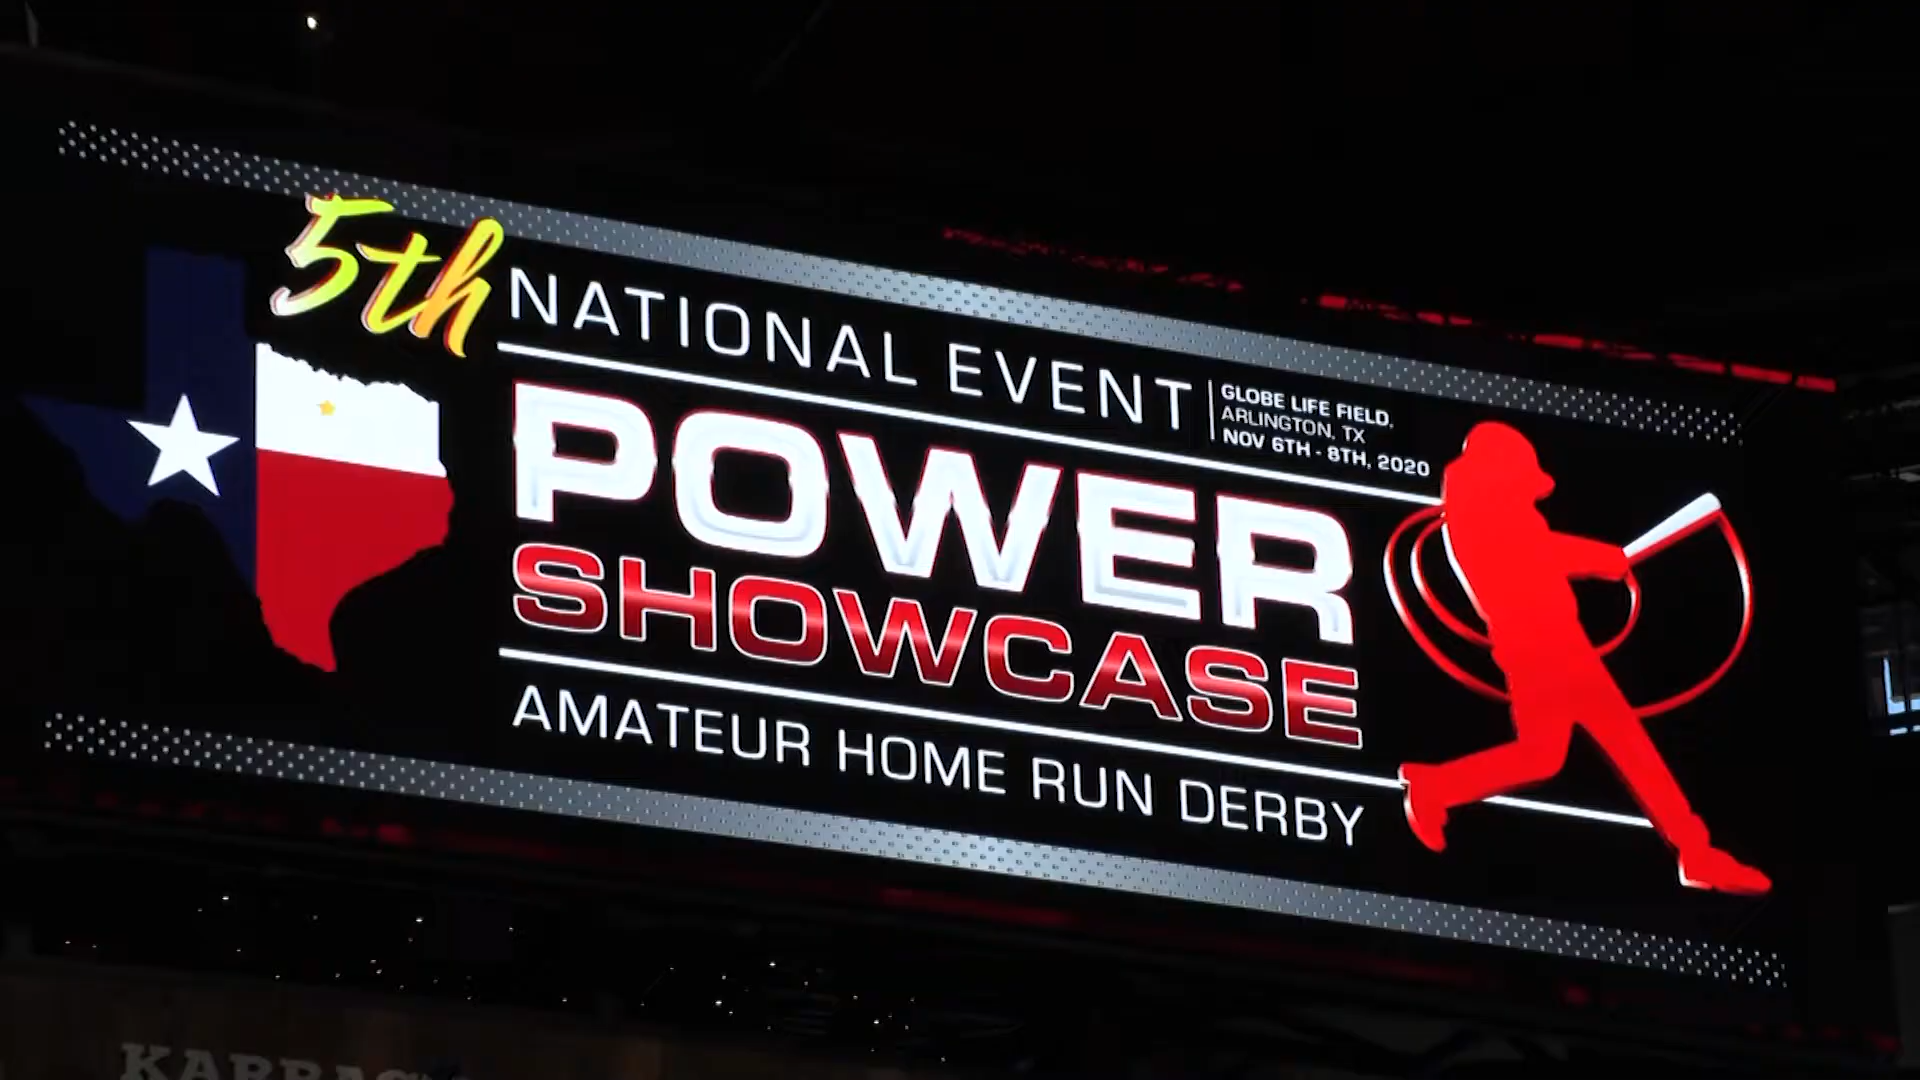 5th NATIONAL EVENT
GLOBE LIFE FIELD,
ARLINGTON, TX
NOV 6TH - 8TH, 2020
POWER
SHOWCASE
AMATEUR HOME RUN DERBY